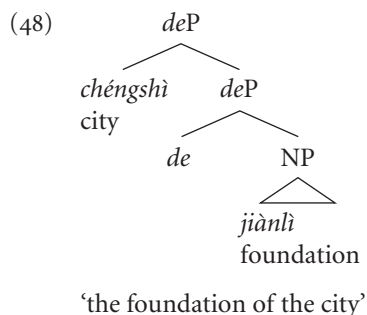 (48) deP
chéngshì deP
city
de NP
jiànlì
foundation
‘the foundation of the city’